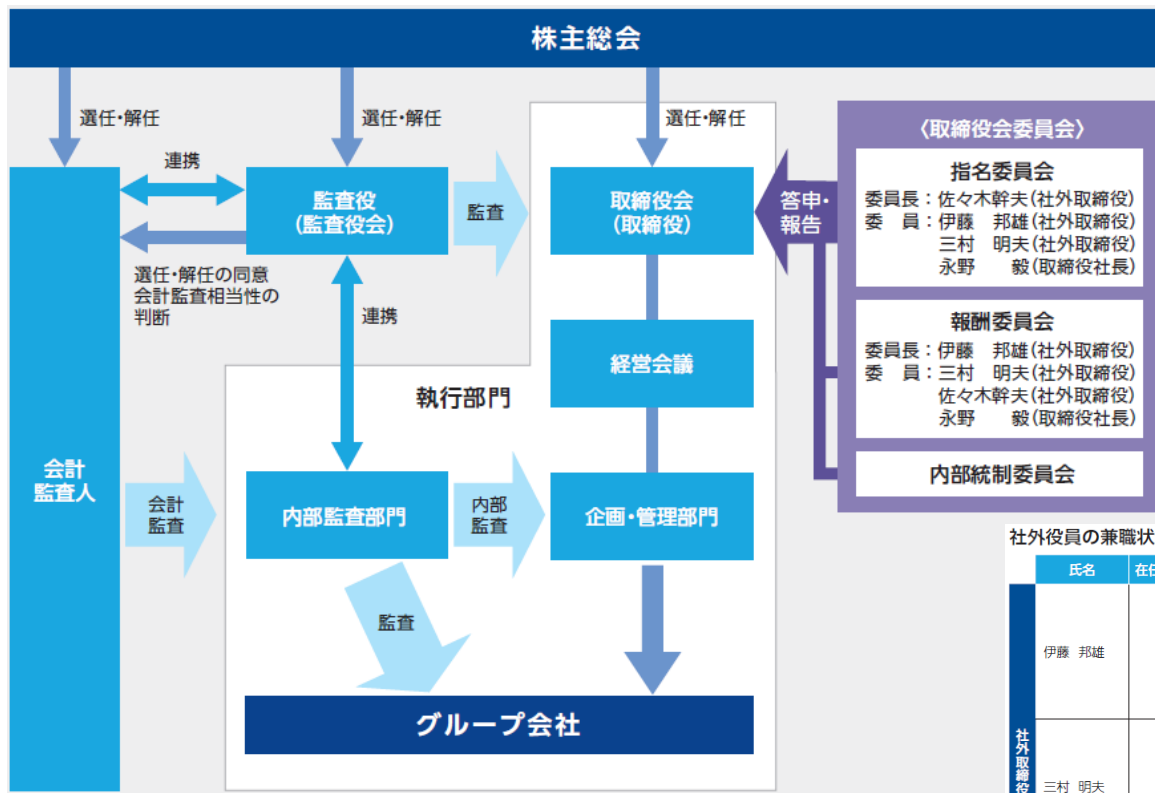 株主総会
選任・解任
選任・解任
選任・解任
会計
監査人
連携
選任・解任の同意
会計監査相当性の
判断
監査役
(監査役会)
監査
取締役会
(取締役)
答申・
報告
〈取締役会委員会〉
指名委員会
委員長：佐々木幹夫(社外取締役)
委　員：伊藤　邦雄(社外取締役)
三村　明夫(社外取締役)
永野　　毅(取締役社長)
報酬委員会
委員長：伊藤　邦雄(社外取締役)
委　員：三村　明夫(社外取締役)
佐々木幹夫(社外取締役)
永野　　毅(取締役社長)
内部統制委員会
連携
経営会議
執行部門
会計
監査
内部監査部門
内部
監査
企画・管理部門
監査
グループ会社
社外役員の兼職状
氏名
在任
社外取締役
伊藤 邦雄
三村 明夫